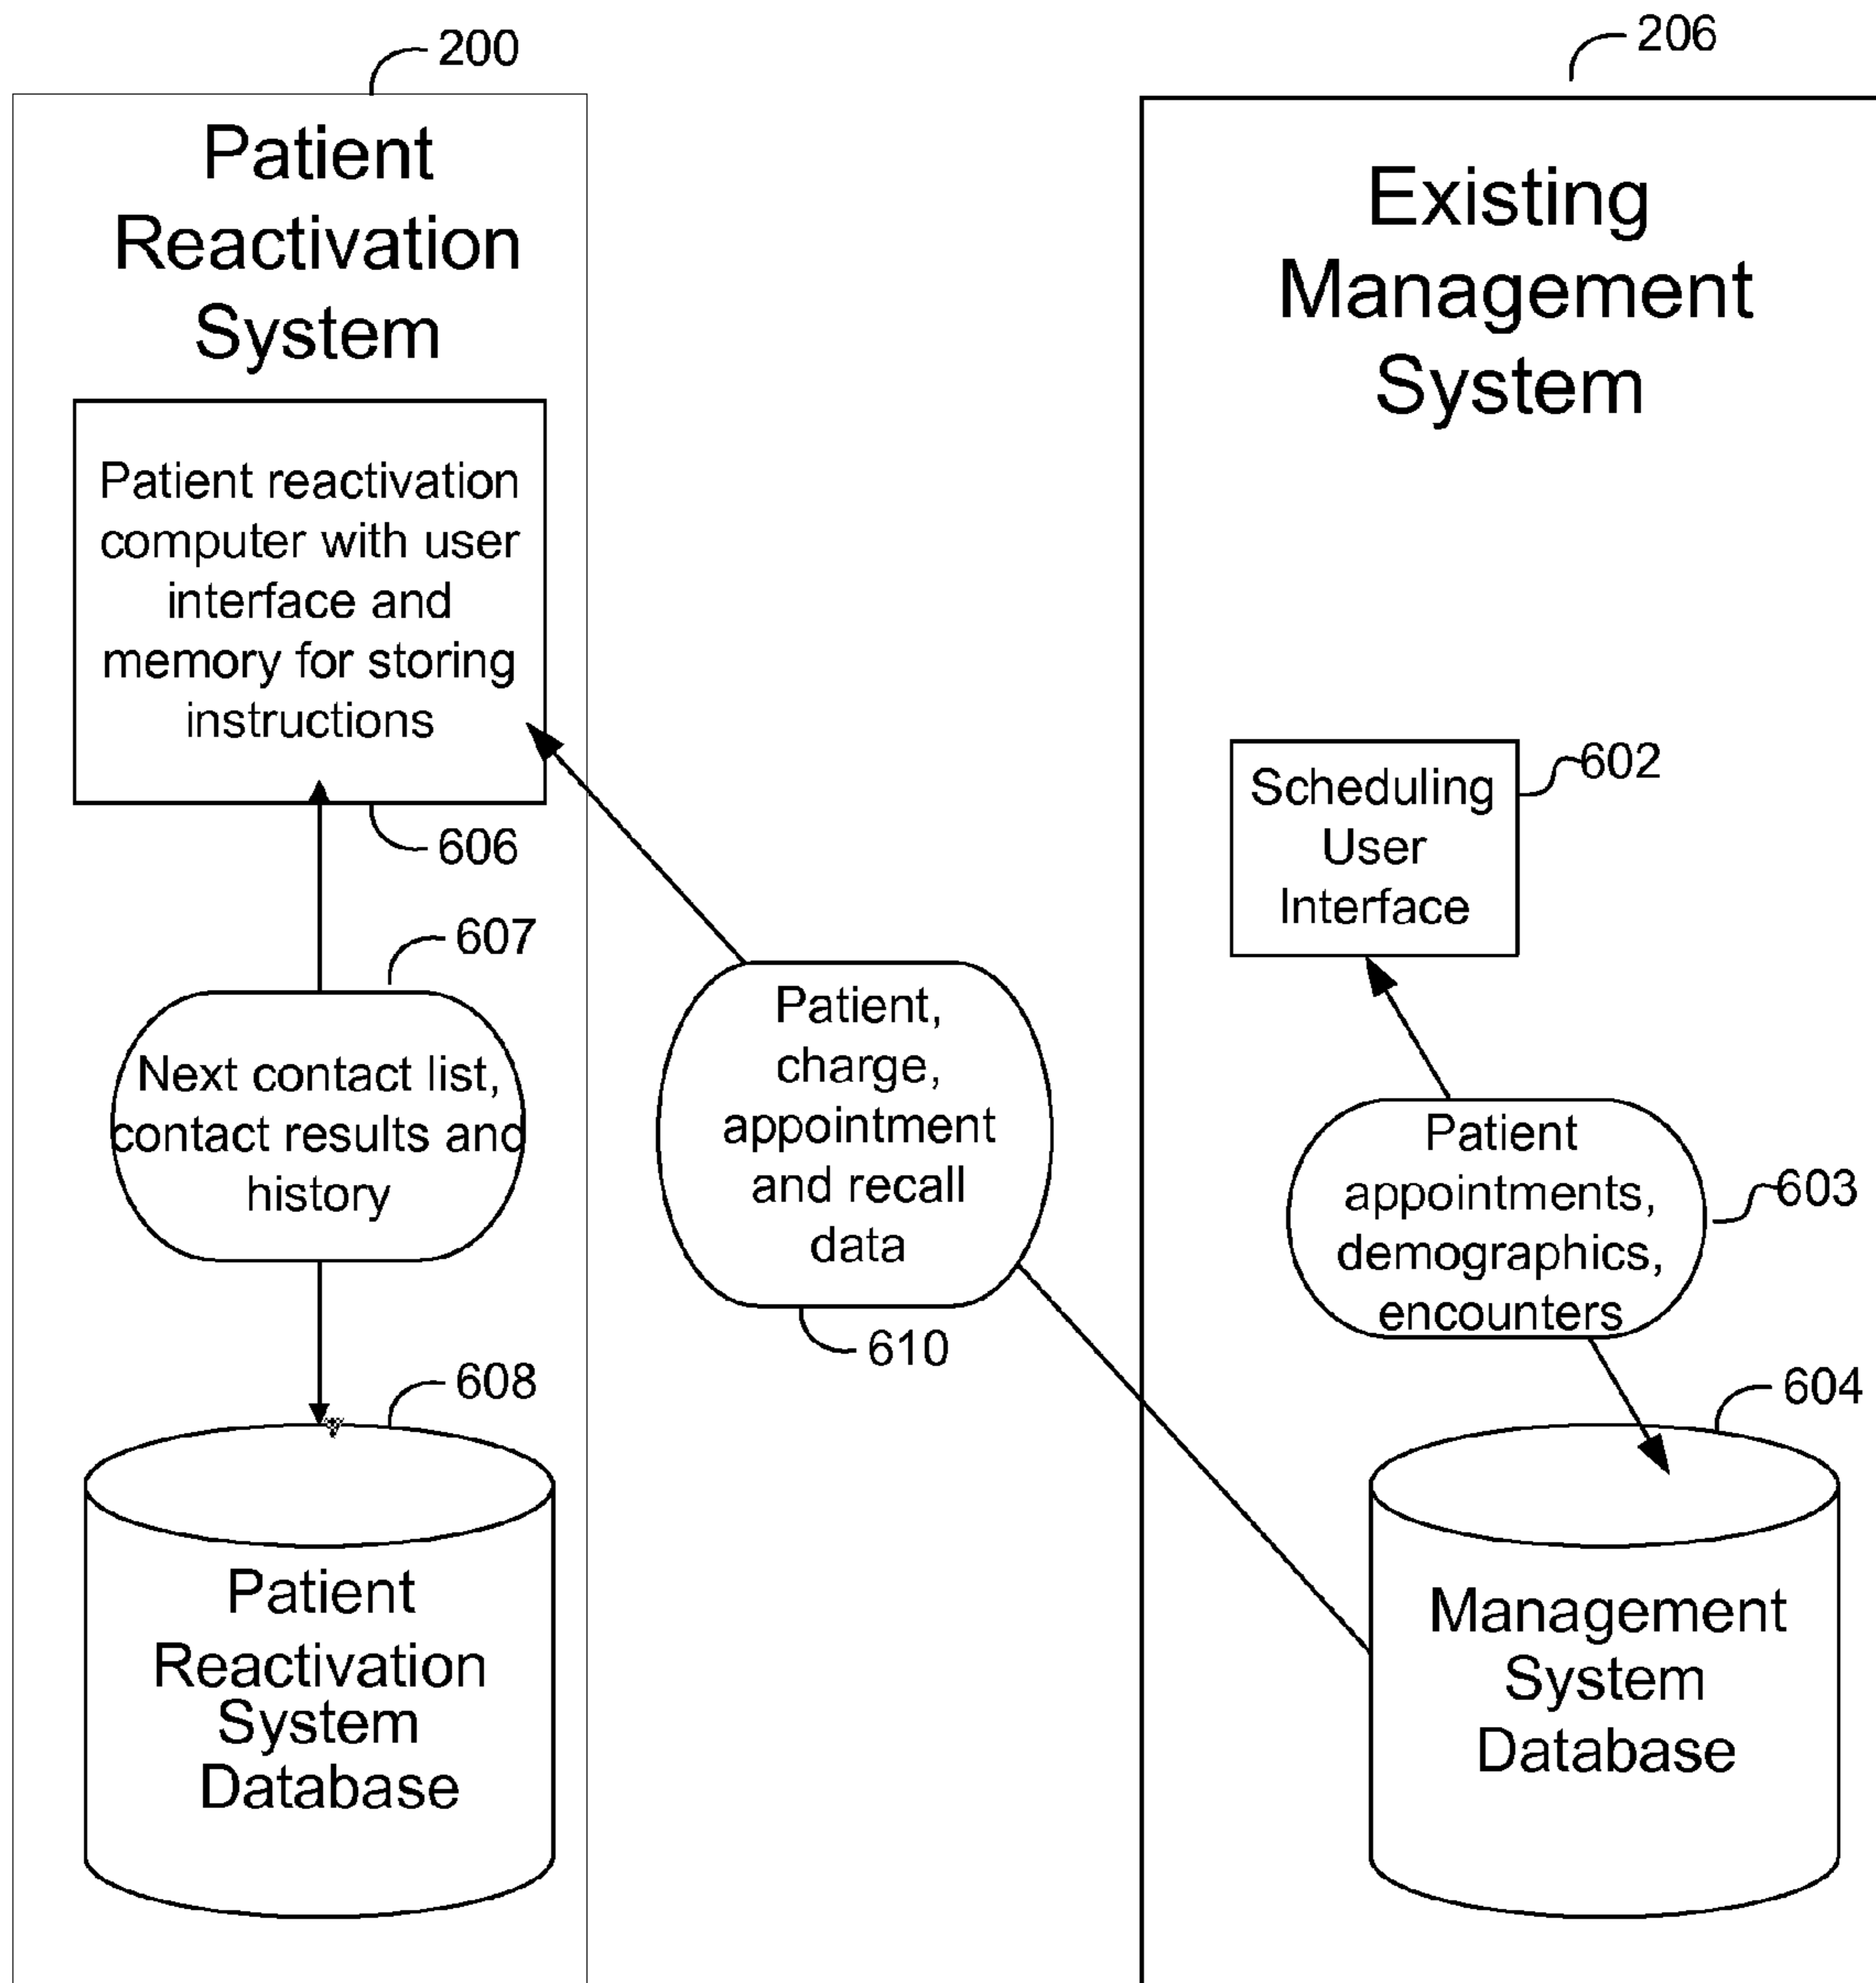 200
Patient
Reactivation
System
Patient reactivation
computer with user
interface and
memory for storing
instructions
606
607
Next contact list,
contact results and
history
608
Patient
Reactivation
System
Database
Patient,
charge,
appointment
and recall
data
610
206
Existing
Management
System
602
Scheduling
User
Interface
Patient
appointments,
demographics,
encounters
603
604
Management
System
Database